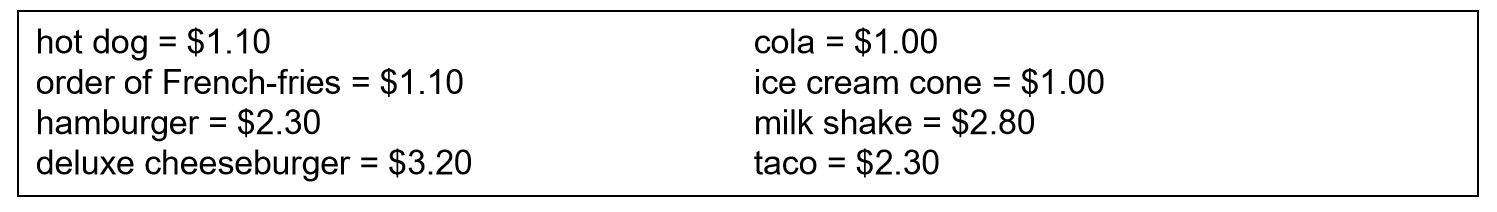 hot dog = $1.10
order of French-fries = $1.10
hamburger = $2.30
deluxe cheeseburger = $3.20
cola = $1.00
ice cream cone = $1.00
milk shake = $2.80
taco = $2.30